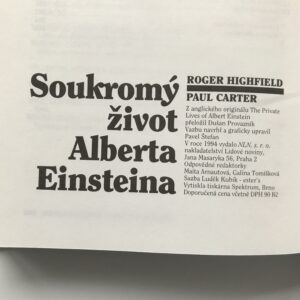 Soukromý
život
Alberta
Einsteina
ROGER HIGHFIELD
PAUL CARTER
Z anglického originálu The Private
Lives of Albert Einstein
přeložil Dušan Provazník
Vazbu navrhl a graficky upravil
Pavel Štefan
V roce 1994 vydalo NLN, s. r. o.
nakladatelství Lidové noviny,
Jana Masaryka 56, Praha 2
Odpovědné redaktorky
Maita Arnautová, Galina Tomíšková
Sazba Luděk Kubík - ester's
Vytiskla tiskárna Spektrum, Brno
Doporučená cena včetně DPH 90 Kč